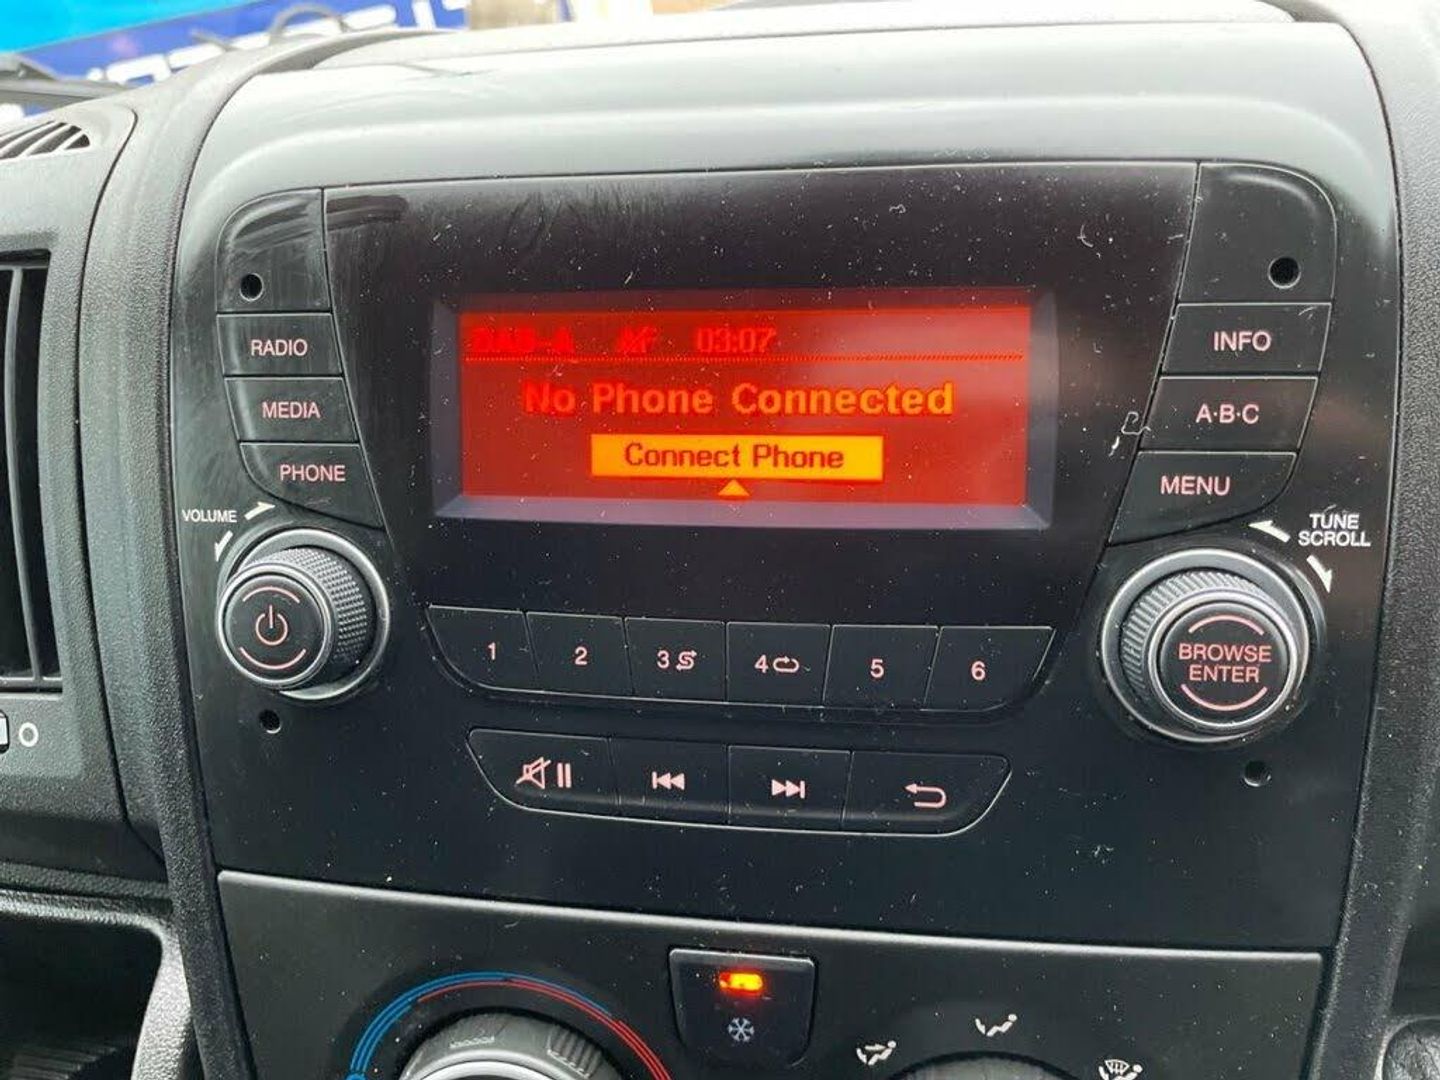 DAB-A AF 03:07
No Phone Connected
Connect Phone
RADIO
MEDIA
PHONE
VOLUME
INFO
A·B·C
MENU
TUNE
SCROLL
BROWSE
ENTER
1 2 3 4 5 6